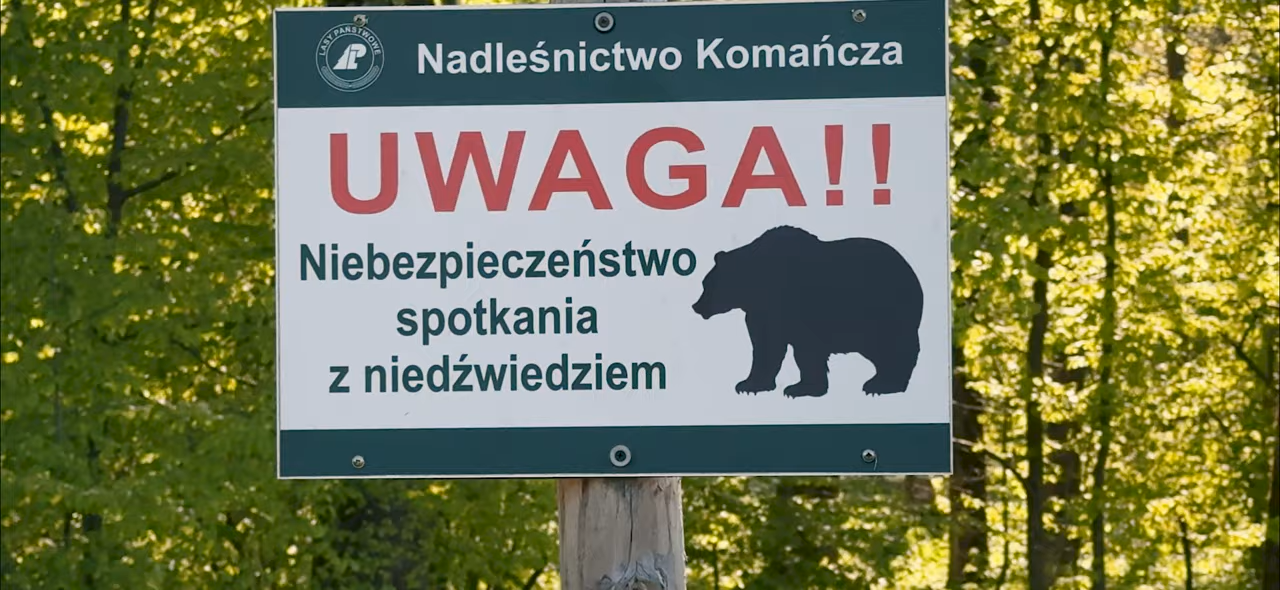 LASY PAŃSTWOWE
Nadleśnictwo Komańcza
UWAGA!!
Niebezpieczeństwo
spotkania
z niedźwiedziem